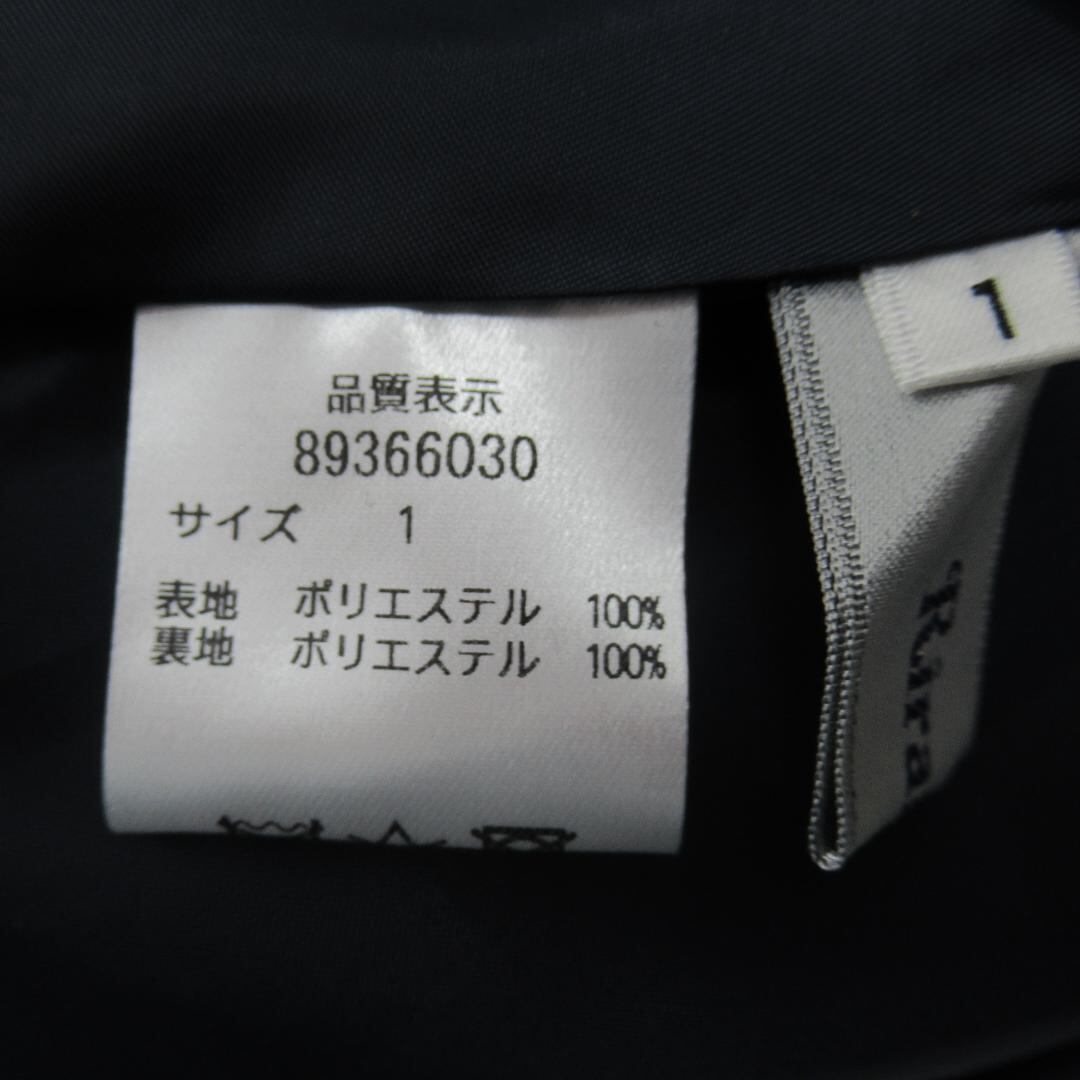 品質表示
89366030
サイズ 1
表地 ポリエステル 100%
裏地 ポリエステル 100%
1
Rira